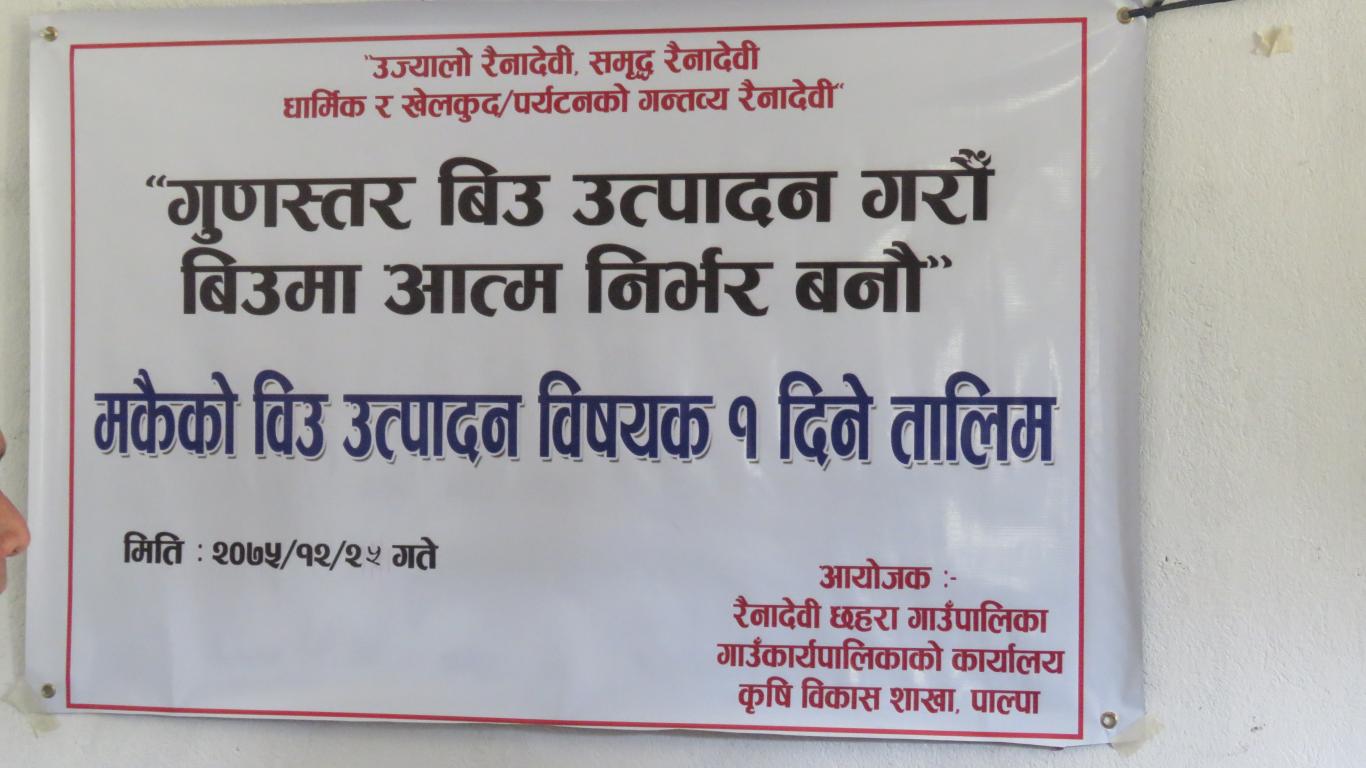 "उज्यालो रैनादेवी, समृद्ध रैनादेवी
धार्मिक र खेलकुद/पर्यटनको गन्तव्य रैनादेवी"
“गुणस्तर बिउ उत्पादन गरौँ
बिउमा आत्म निर्भर बनौ”
मकैको विउ उत्पादन विषयक १ दिने तालिम
मिति : २०७५/१२/२५ गते
आयोजक :-
रैनादेवी छहरा गाउँपालिका
गाउँकार्यपालिकाको कार्यालय
कृषि विकास शाखा, पाल्पा